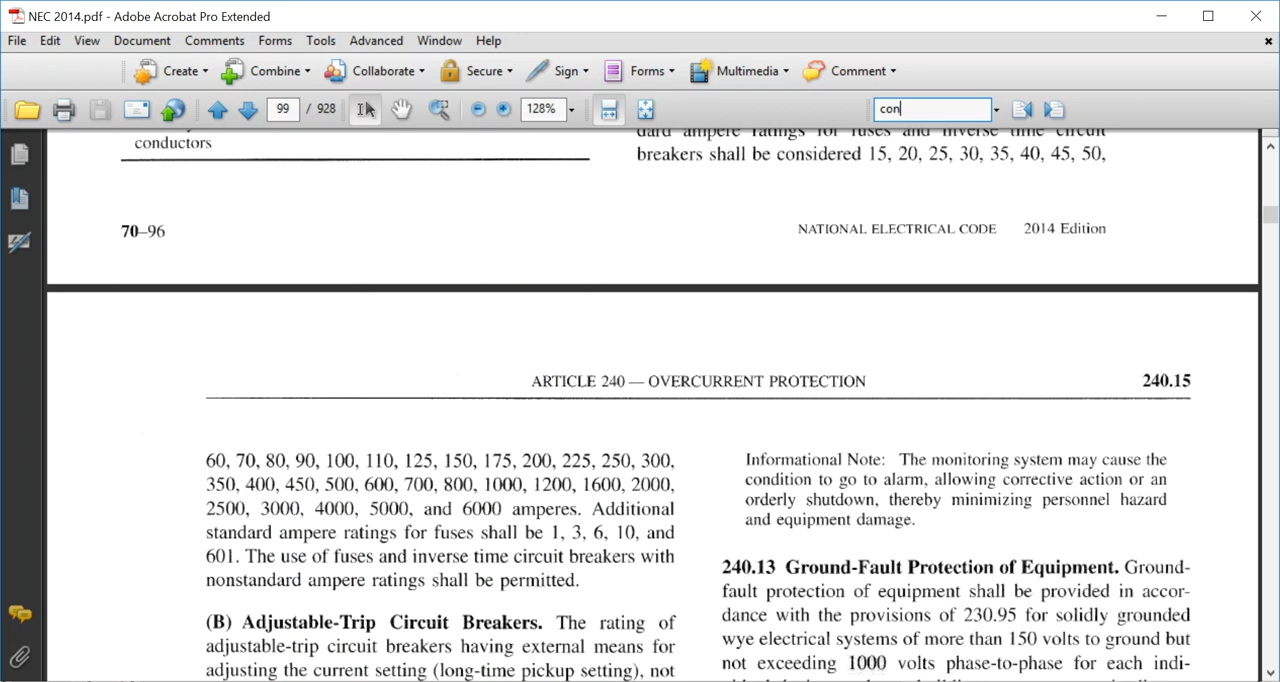 NEC 2014.pdf - Adobe Acrobat Pro Extended
File Edit View Document Comments Forms Tools Advanced Window Help
Create Combine Collaborate Secure Sign Forms Multimedia Comment
99 / 928 128% con
conductors
dard ampere ratings for fuses and inverse time circuit
breakers shall be considered 15, 20, 25, 30, 35, 40, 45, 50,
70–96
NATIONAL ELECTRICAL CODE 2014 Edition
ARTICLE 240 — OVERCURRENT PROTECTION 240.15
60, 70, 80, 90, 100, 110, 125, 150, 175, 200, 225, 250, 300,
350, 400, 450, 500, 600, 700, 800, 1000, 1200, 1600, 2000,
2500, 3000, 4000, 5000, and 6000 amperes. Additional
standard ampere ratings for fuses shall be 1, 3, 6, 10, and
601. The use of fuses and inverse time circuit breakers with
nonstandard ampere ratings shall be permitted.
(B) Adjustable-Trip Circuit Breakers. The rating of
adjustable-trip circuit breakers having external means for
adjusting the current setting (long-time pickup setting), not
Informational Note: The monitoring system may cause the
condition to go to alarm, allowing corrective action or an
orderly shutdown, thereby minimizing personnel hazard
and equipment damage.
240.13 Ground-Fault Protection of Equipment. Ground-
fault protection of equipment shall be provided in accor-
dance with the provisions of 230.95 for solidly grounded
wye electrical systems of more than 150 volts to ground but
not exceeding 1000 volts phase-to-phase for each indi-